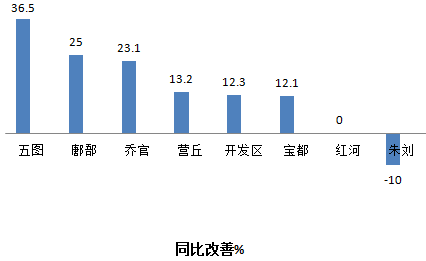 36.5
25
23.1
13.2
12.3
12.1
0
五图
鄌郚
乔官
营丘
开发区
宝都
红河
朱刘
-10
同比改善%